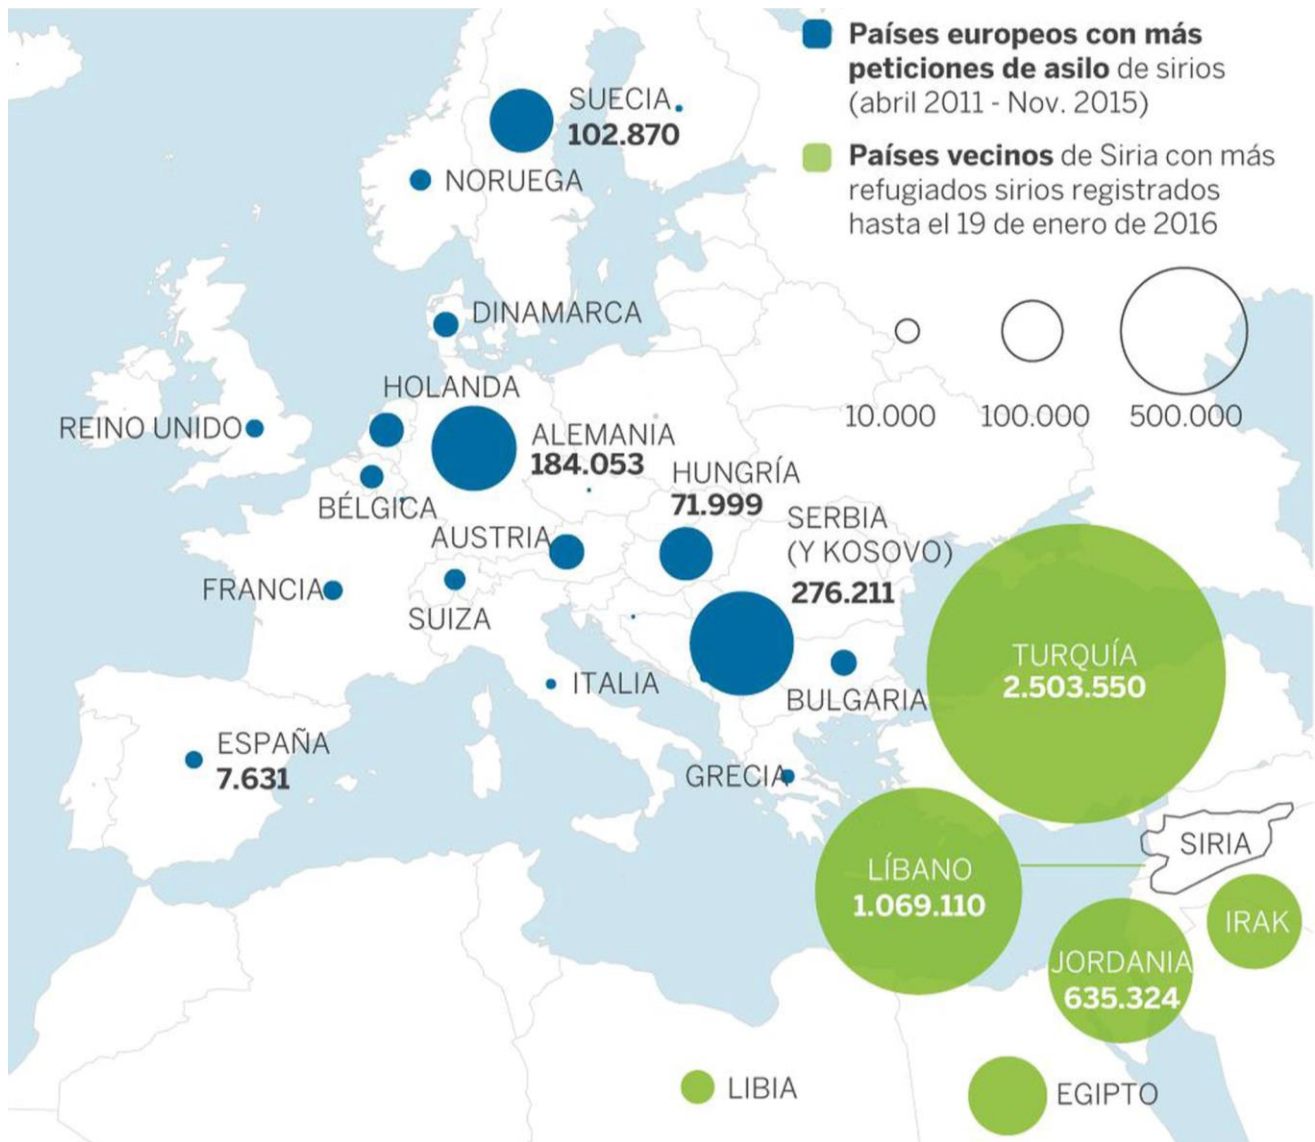 Países europeos con más
peticiones de asilo de sirios
(abril 2011 - Nov. 2015)
Países vecinos de Siria con más
refugiados sirios registrados
hasta el 19 de enero de 2016
10.000
100.000
500.000
SUECIA
102.870
NORUEGA
DINAMARCA
HOLANDA
REINO UNIDO
ALEMANIA
184.053
HUNGRÍA
71.999
BÉLGICA
SERBIA
(Y KOSOVO)
276.211
AUSTRIA
FRANCIA
SUIZA
TURQUÍA
2.503.550
ITALIA
BULGARIA
ESPAÑA
7.631
GRECIA
SIRIA
LÍBANO
1.069.110
IRAK
JORDANIA
635.324
LIBIA
EGIPTO